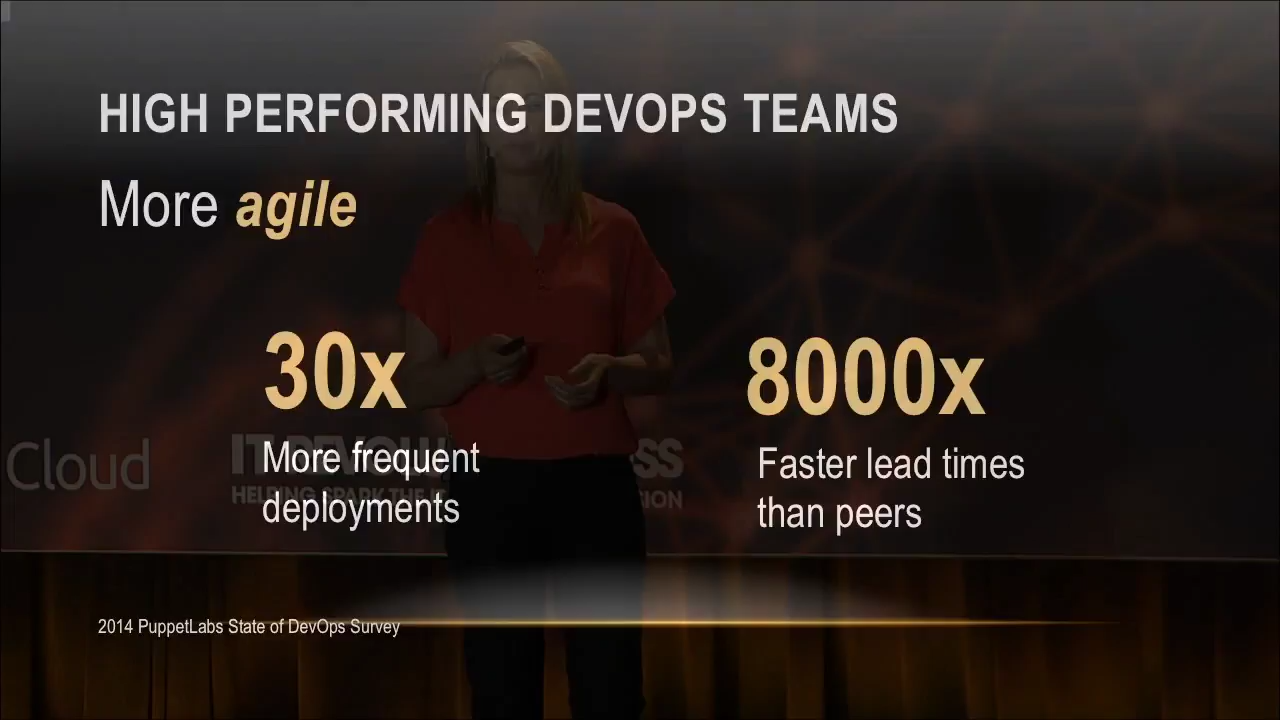 HIGH PERFORMING DEVOPS TEAMS
More agile
30x
8000x
More frequent
deployments
Faster lead times
than peers
Cloud
2014 PuppetLabs State of DevOps Survey